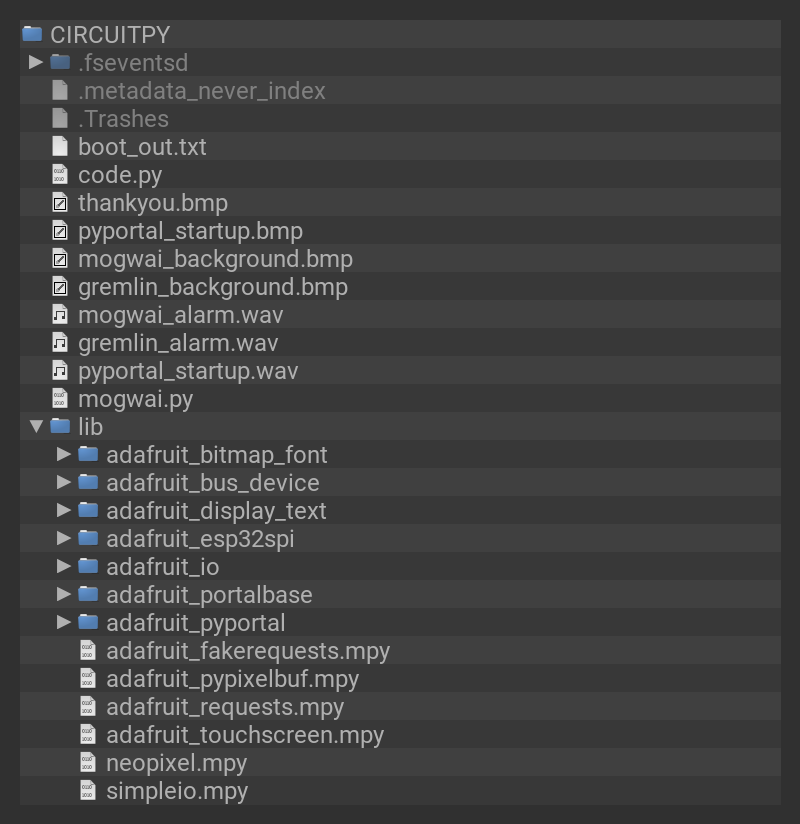 CIRCUITPY
.fseventsd
.metadata_never_index
.Trashes
boot_out.txt
code.py
thankyou.bmp
pyportal_startup.bmp
mogwai_background.bmp
gremlin_background.bmp
mogwai_alarm.wav
gremlin_alarm.wav
pyportal_startup.wav
mogwai.py
lib
adafruit_bitmap_font
adafruit_bus_device
adafruit_display_text
adafruit_esp32spi
adafruit_io
adafruit_portalbase
adafruit_pyportal
adafruit_fakerequests.mpy
adafruit_pypixelbuf.mpy
adafruit_requests.mpy
adafruit_touchscreen.mpy
neopixel.mpy
simpleio.mpy